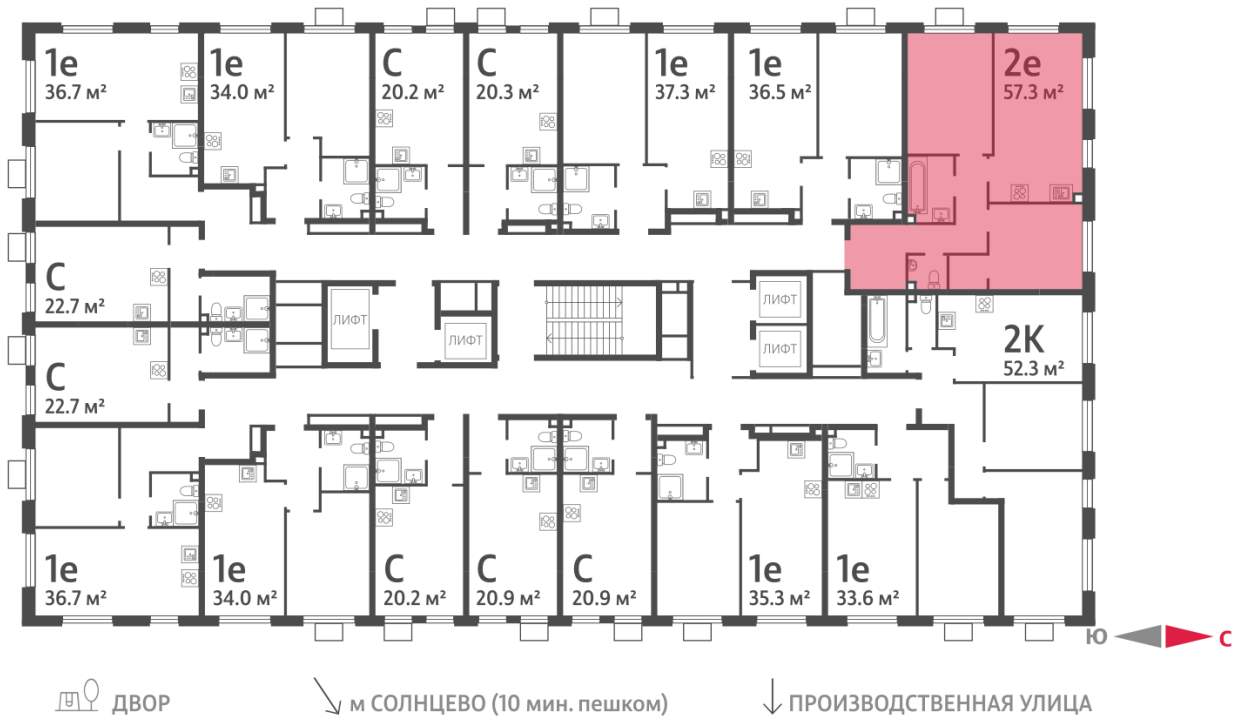 1е
36.7 м²
1е
34.0 м²
С
20.2 м²
С
20.3 м²
1е
37.3 м²
1е
36.5 м²
2е
57.3 м²
С
22.7 м²
ЛИФТ
ЛИФТ
ЛИФТ
ЛИФТ
2К
52.3 м²
С
22.7 м²
1е
36.7 м²
1е
34.0 м²
С
20.2 м²
С
20.9 м²
С
20.9 м²
1е
35.3 м²
1е
33.6 м²
Ю С
ДВОР
м СОЛНЦЕВО (10 мин. пешком)
ПРОИЗВОДСТВЕННАЯ УЛИЦА